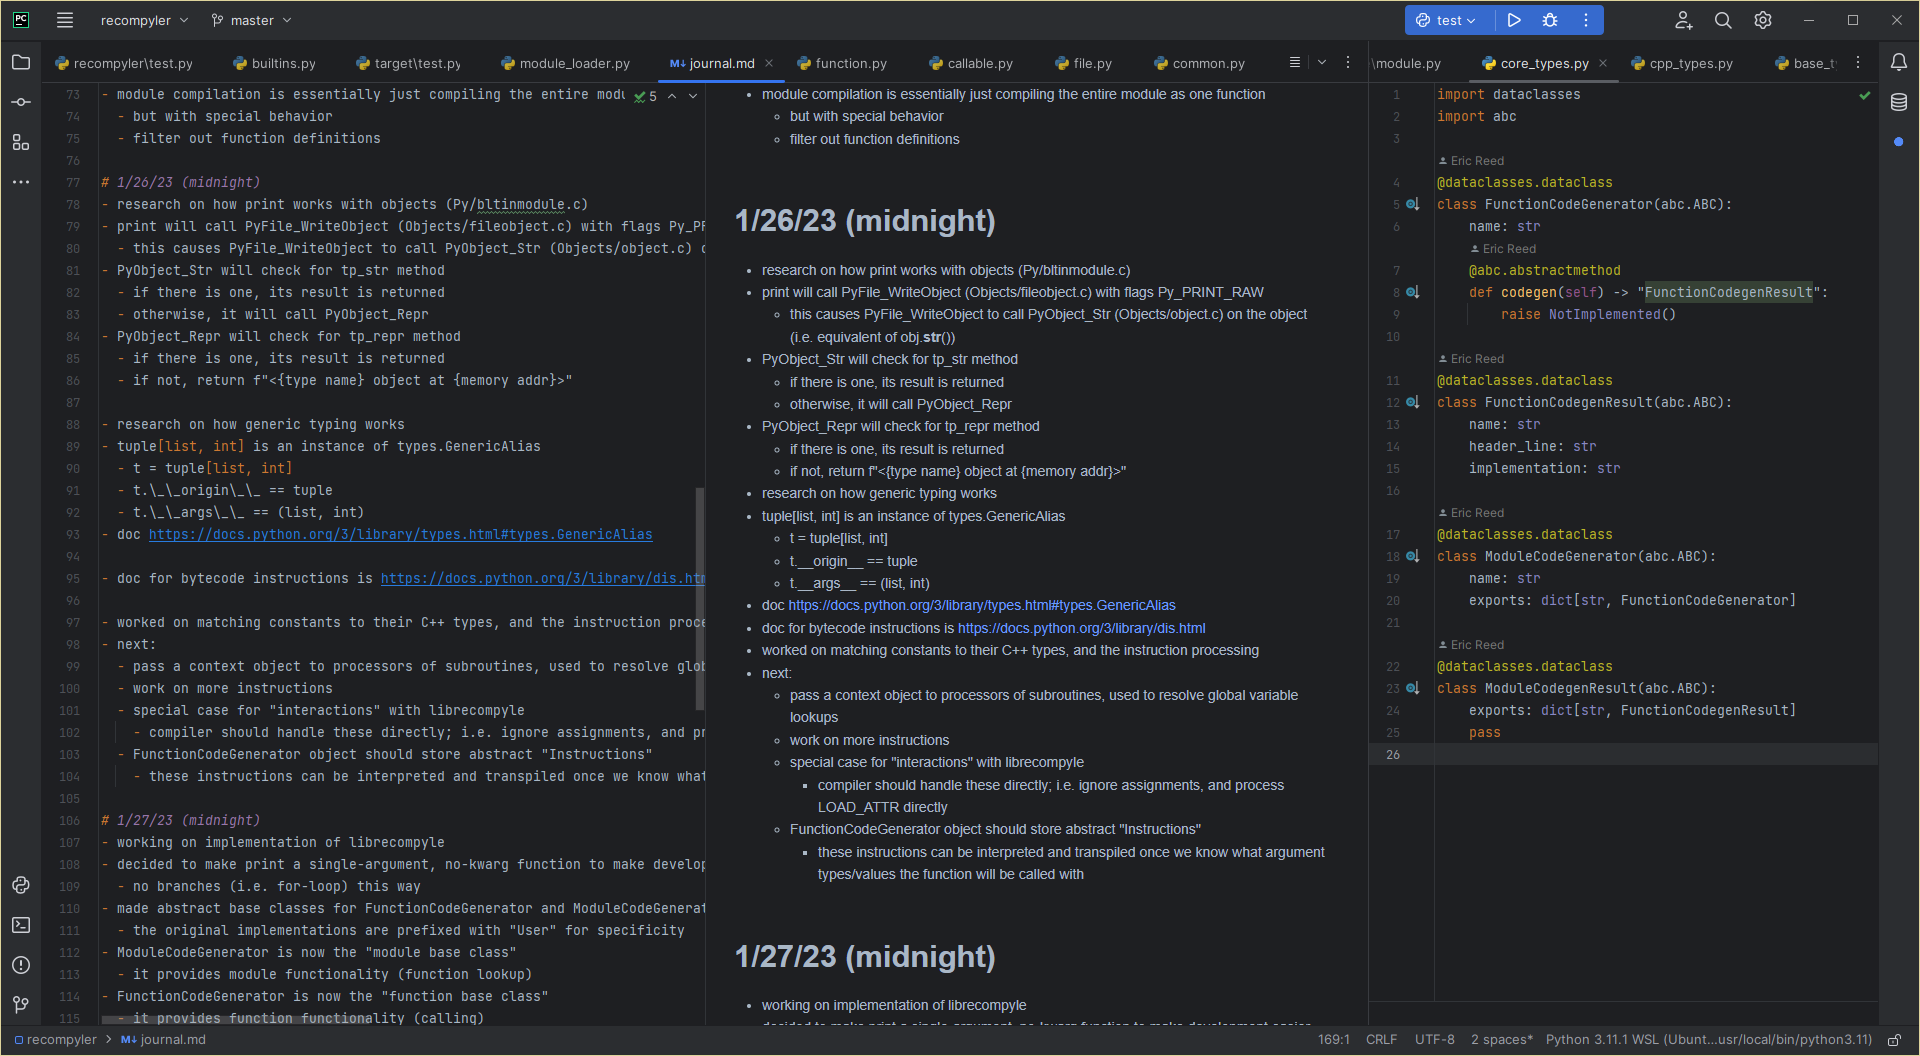 PC recompyler master test
recompyler\test.py builtins.py target\test.py module_loader.py M↓ journal.md function.py callable.py file.py common.py \module.py core_types.py cpp_types.py
5
73 - module compilation is essentially just compiling the entire
74 - but with special behavior
75 - filter out function definitions
76
77 # 1/26/23 (midnight)
78 - research on how print works with objects (Py/bltinmodule.c)
79 - print will call PyFile_WriteObject (Objects/fileobject.c) with flags
80 - this causes PyFile_WriteObject to call PyObject_Str (Objects/object.c)
81 - PyObject_Str will check for tp_str method
82 - if there is one, its result is returned
83 - otherwise, it will call PyObject_Repr
84 - PyObject_Repr will check for tp_repr method
85 - if there is one, its result is returned
86 - if not, return f"<{type name} object at {memory addr}>"
87
88 - research on how generic typing works
89 - tuple[list, int] is an instance of types.GenericAlias
90 - t = tuple[list, int]
91 - t.\_\_origin\_\_ == tuple
92 - t.\_\_args\_\_ == (list, int)
93 - doc https://docs.python.org/3/library/types.html#types.GenericAlias
94
95 - doc for bytecode instructions is https://docs.python.org/3/library/dis.htm
96
97 - worked on matching constants to their C++ types, and the instruction proce
98 - next:
99 - pass a context object to processors of subroutines, used to resolve glob
100 - work on more instructions
101 - special case for "interactions" with librecompyle
102 - compiler should handle these directly; i.e. ignore assignments, and pr
103 - FunctionCodeGenerator object should store abstract "Instructions"
104 - these instructions can be interpreted and transpiled once we know what
105
106 # 1/27/23 (midnight)
107 - working on implementation of librecompyle
108 - decided to make print a single-argument, no-kwarg function to make develop
109 - no branches (i.e. for-loop) this way
110 - made abstract base classes for FunctionCodeGenerator and ModuleCodeGenerat
111 - the original implementations are prefixed with "User" for specificity
112 - ModuleCodeGenerator is now the "module base class"
113 - it provides module functionality (function lookup)
114 - FunctionCodeGenerator is now the "function base class"
115 - it provides function functionality (calling)
• module compilation is essentially just compiling the entire module as one function
◦ but with special behavior
◦ filter out function definitions
1/26/23 (midnight)
• research on how print works with objects (Py/bltinmodule.c)
• print will call PyFile_WriteObject (Objects/fileobject.c) with flags Py_PRINT_RAW
◦ this causes PyFile_WriteObject to call PyObject_Str (Objects/object.c) on the object
(i.e. equivalent of obj.str())
• PyObject_Str will check for tp_str method
◦ if there is one, its result is returned
◦ otherwise, it will call PyObject_Repr
• PyObject_Repr will check for tp_repr method
◦ if there is one, its result is returned
◦ if not, return f"<{type name} object at {memory addr}>"
• research on how generic typing works
• tuple[list, int] is an instance of types.GenericAlias
◦ t = tuple[list, int]
◦ t.__origin__ == tuple
◦ t.__args__ == (list, int)
• doc https://docs.python.org/3/library/types.html#types.GenericAlias
• doc for bytecode instructions is https://docs.python.org/3/library/dis.html
• worked on matching constants to their C++ types, and the instruction processing
• next:
◦ pass a context object to processors of subroutines, used to resolve global variable
lookups
◦ work on more instructions
◦ special case for "interactions" with librecompyle
▪ compiler should handle these directly; i.e. ignore assignments, and process
LOAD_ATTR directly
◦ FunctionCodeGenerator object should store abstract "Instructions"
▪ these instructions can be interpreted and transpiled once we know what argument
types/values the function will be called with
1/27/23 (midnight)
• working on implementation of librecompyle
decided to make print a single-argument, no-kwarg function to make development easier
1 import dataclasses
2 import abc
3
Eric Reed
4 @dataclasses.dataclass
5 class FunctionCodeGenerator(abc.ABC):
6 name: str
Eric Reed
7 @abc.abstractmethod
8 def codegen(self) -> "FunctionCodegenResult":
9 raise NotImplemented()
10
Eric Reed
11 @dataclasses.dataclass
12 class FunctionCodegenResult(abc.ABC):
13 name: str
14 header_line: str
15 implementation: str
16
Eric Reed
17 @dataclasses.dataclass
18 class ModuleCodeGenerator(abc.ABC):
19 name: str
20 exports: dict[str, FunctionCodeGenerator]
21
Eric Reed
22 @dataclasses.dataclass
23 class ModuleCodegenResult(abc.ABC):
24 exports: dict[str, FunctionCodegenResult]
25 pass
26
recompyler > M↓ journal.md 169:1 CRLF UTF-8 2 spaces* Python 3.11.1 WSL (Ubunt...usr/local/bin/python3.11)